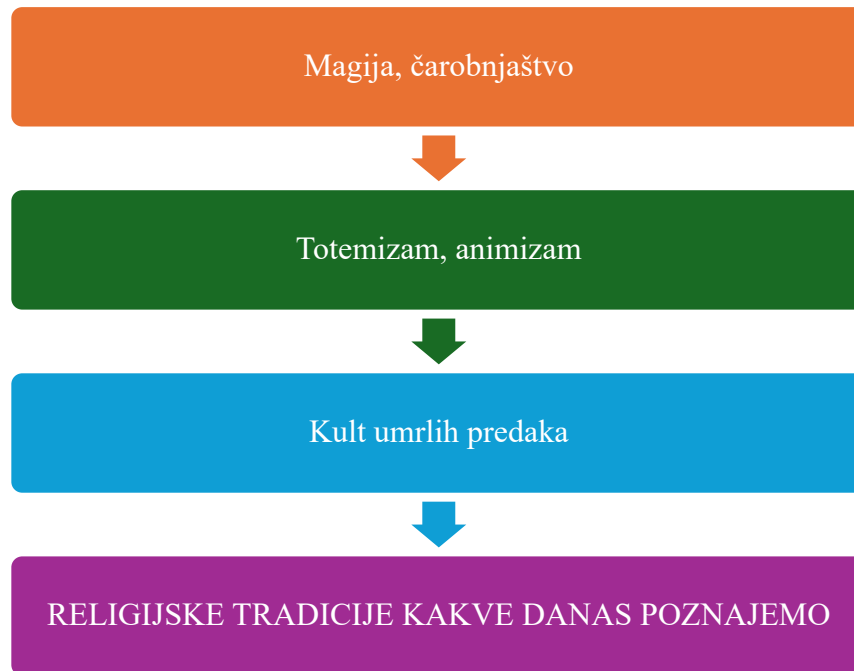 Magija, čarobnjaštvo
Totemizam, animizam
Kult umrlih predaka
RELIGIJSKE TRADICIJE KAKVE DANAS POZNAJEMO